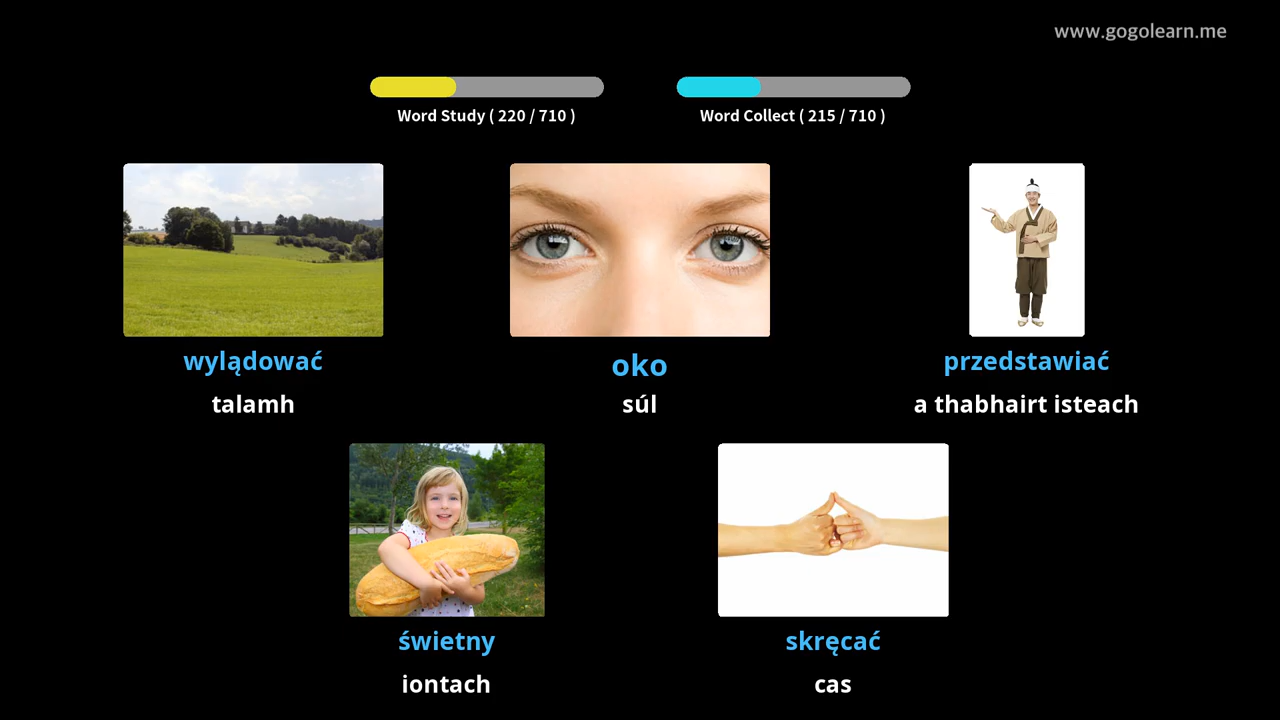 www.gogolearn.me
Word Study ( 220 / 710 )
Word Collect ( 215 / 710 )
wylądować
talamh
oko
súl
przedstawiać
a thabhairt isteach
świetny
iontach
skręcać
cas